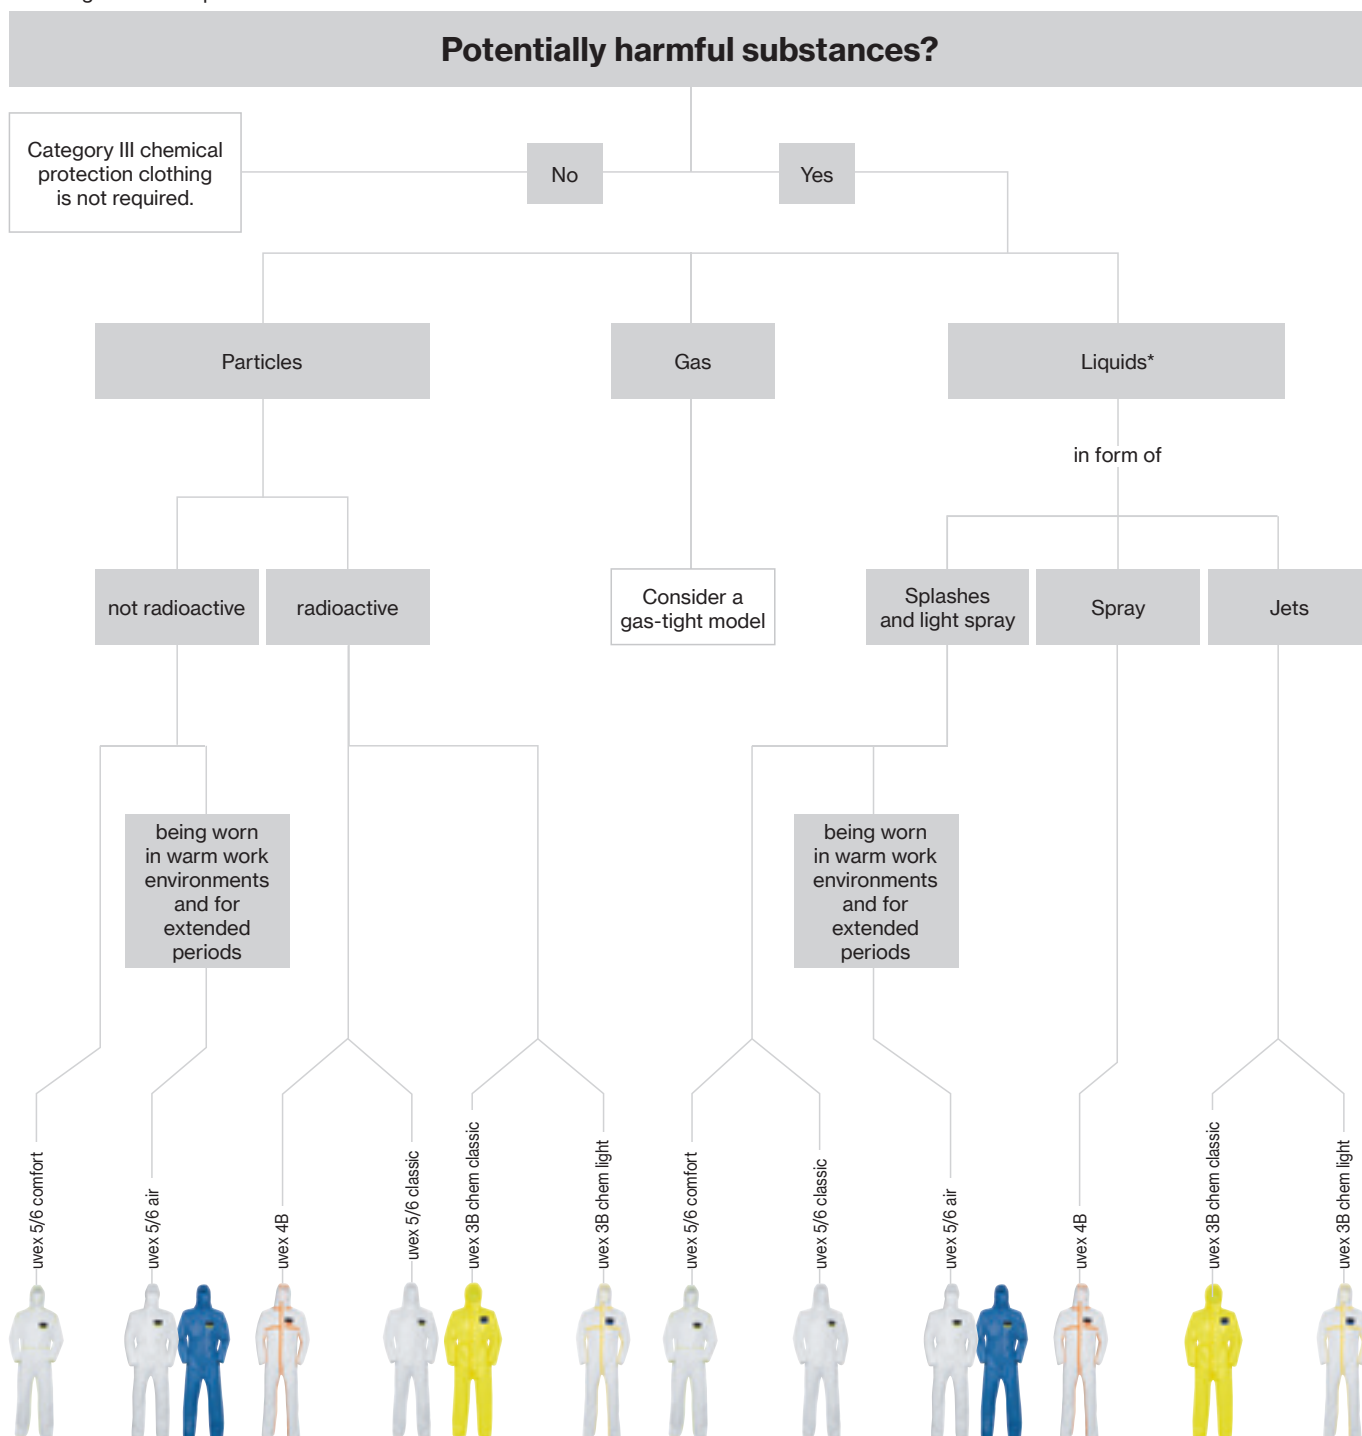 Potentially harmful substances?
Category III chemical
protection clothing
is not required.
No
Yes
Particles
Gas
Liquids*
in form of
not radioactive
radioactive
Consider a
gas-tight model
Splashes
and light spray
Spray
Jets
being worn
in warm work
environments
and for
extended
periods
being worn
in warm work
environments
and for
extended
periods
uvex 5/6 comfort
uvex 5/6 air
uvex 4B
uvex 5/6 classic
uvex 3B chem classic
uvex 3B chem light
uvex 5/6 comfort
uvex 5/6 classic
uvex 5/6 air
uvex 4B
uvex 3B chem classic
uvex 3B chem light